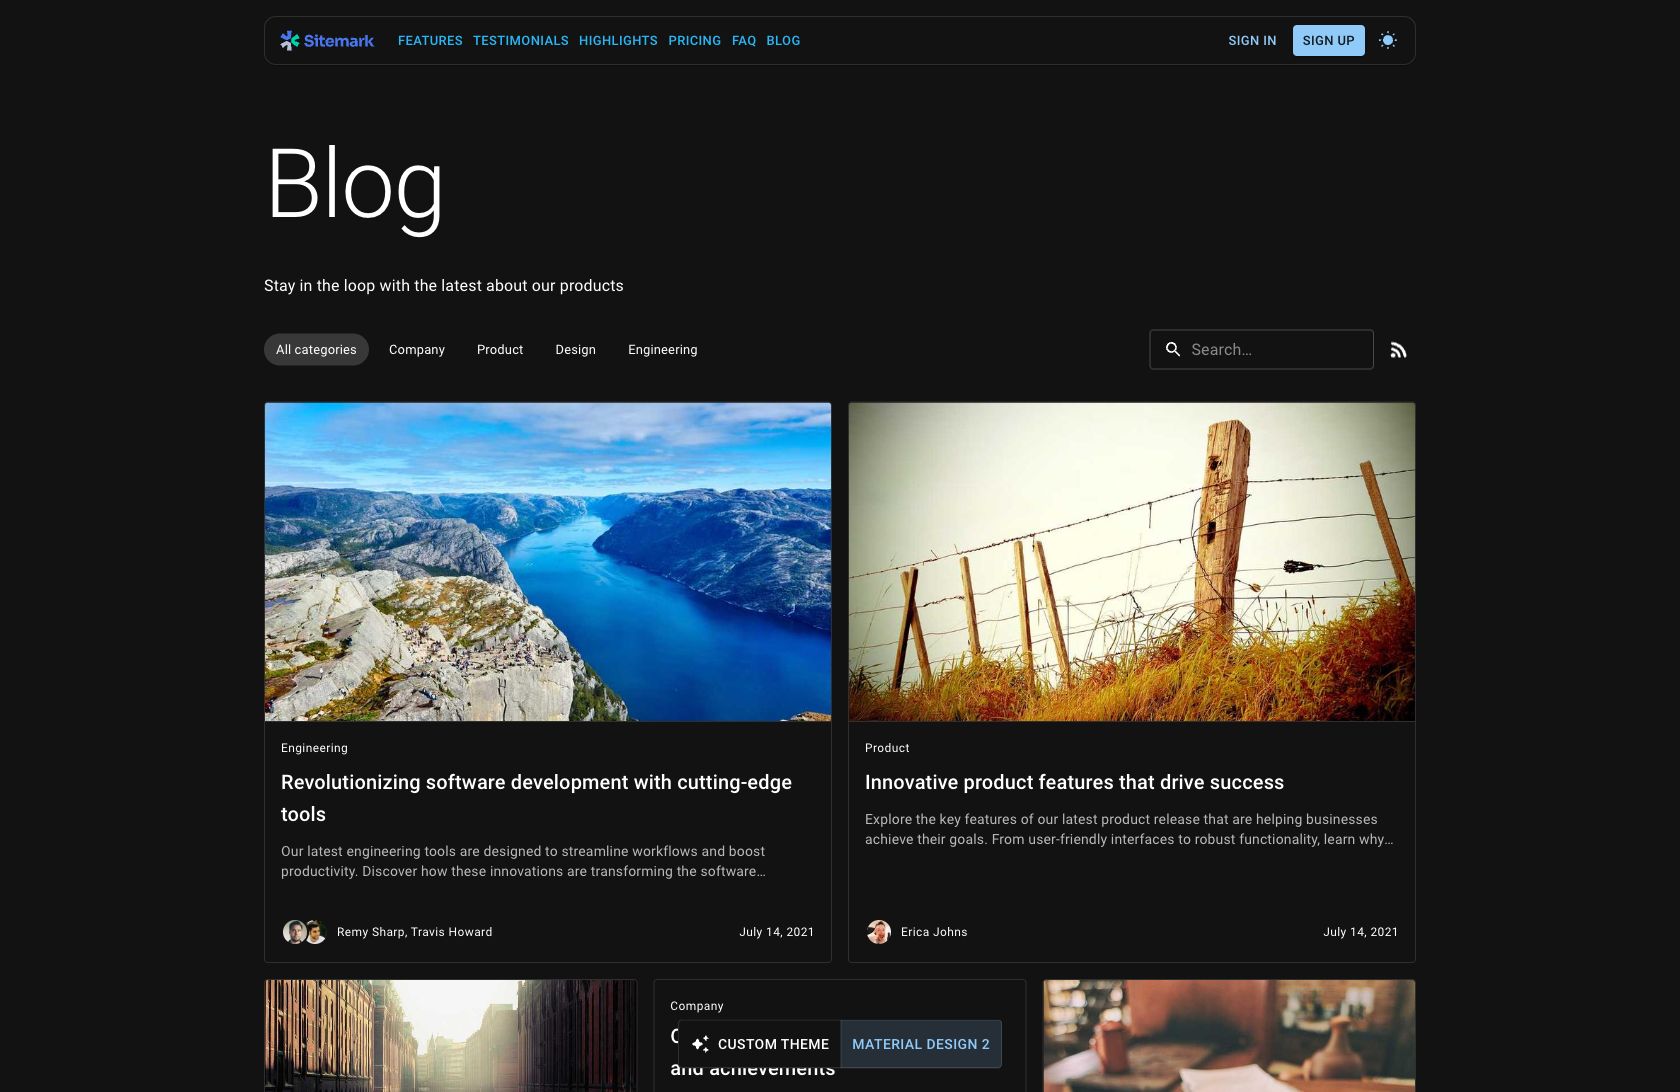 Sitemark FEATURES TESTIMONIALS HIGHLIGHTS PRICING FAQ BLOG SIGN IN SIGN UP
Blog
Stay in the loop with the latest about our products
All categories Company Product Design Engineering Search…
Engineering
Revolutionizing software development with cutting-edge
tools
Our latest engineering tools are designed to streamline workflows and boost
productivity. Discover how these innovations are transforming the software…
Remy Sharp, Travis Howard July 14, 2021
Product
Innovative product features that drive success
Explore the key features of our latest product release that are helping businesses
achieve their goals. From user-friendly interfaces to robust functionality, learn why…
Erica Johns July 14, 2021
Company
CUSTOM THEME MATERIAL DESIGN 2
and achievements